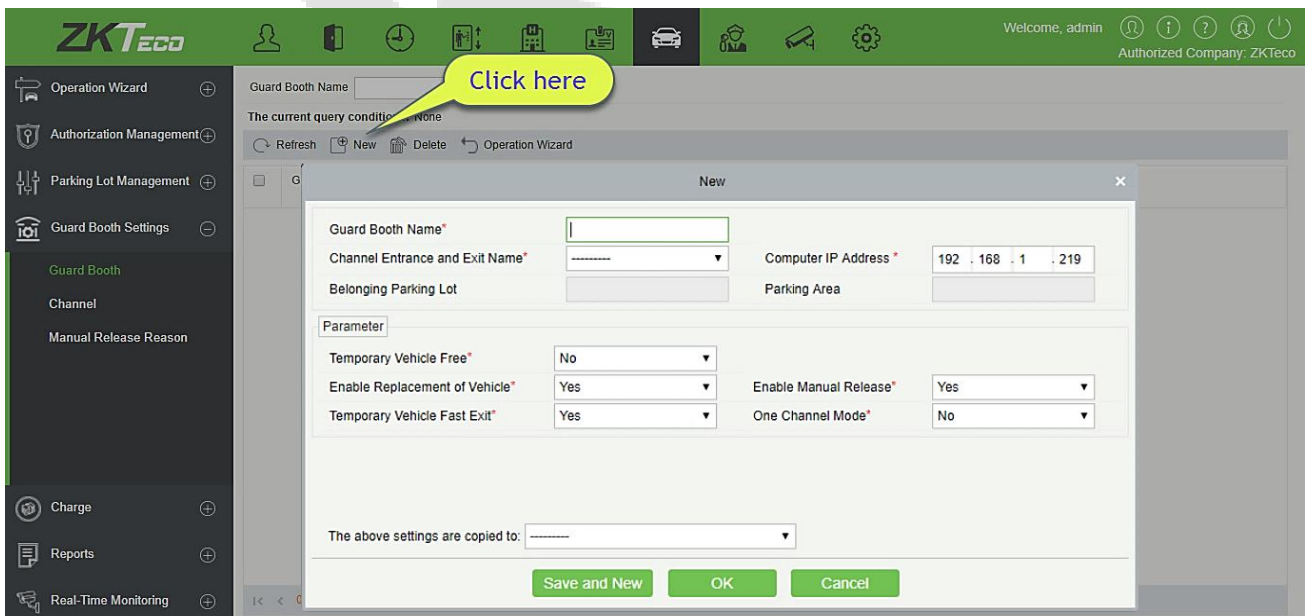 ZKTeco
Welcome, admin
Authorized Company: ZKTeco
Operation Wizard
Authorization Management
Parking Lot Management
Guard Booth Settings
Guard Booth
Channel
Manual Release Reason
Charge
Reports
Real-Time Monitoring
Guard Booth Name
Click here
The current query condition None
Refresh New Delete Operation Wizard
G
New
Guard Booth Name*
Channel Entrance and Exit Name* --------- Computer IP Address * 192 . 168 . 1 . 219
Belonging Parking Lot Parking Area
Parameter
Temporary Vehicle Free* No
Enable Replacement of Vehicle* Yes Enable Manual Release* Yes
Temporary Vehicle Fast Exit* Yes One Channel Mode* No
The above settings are copied to: ---------
Save and New OK Cancel